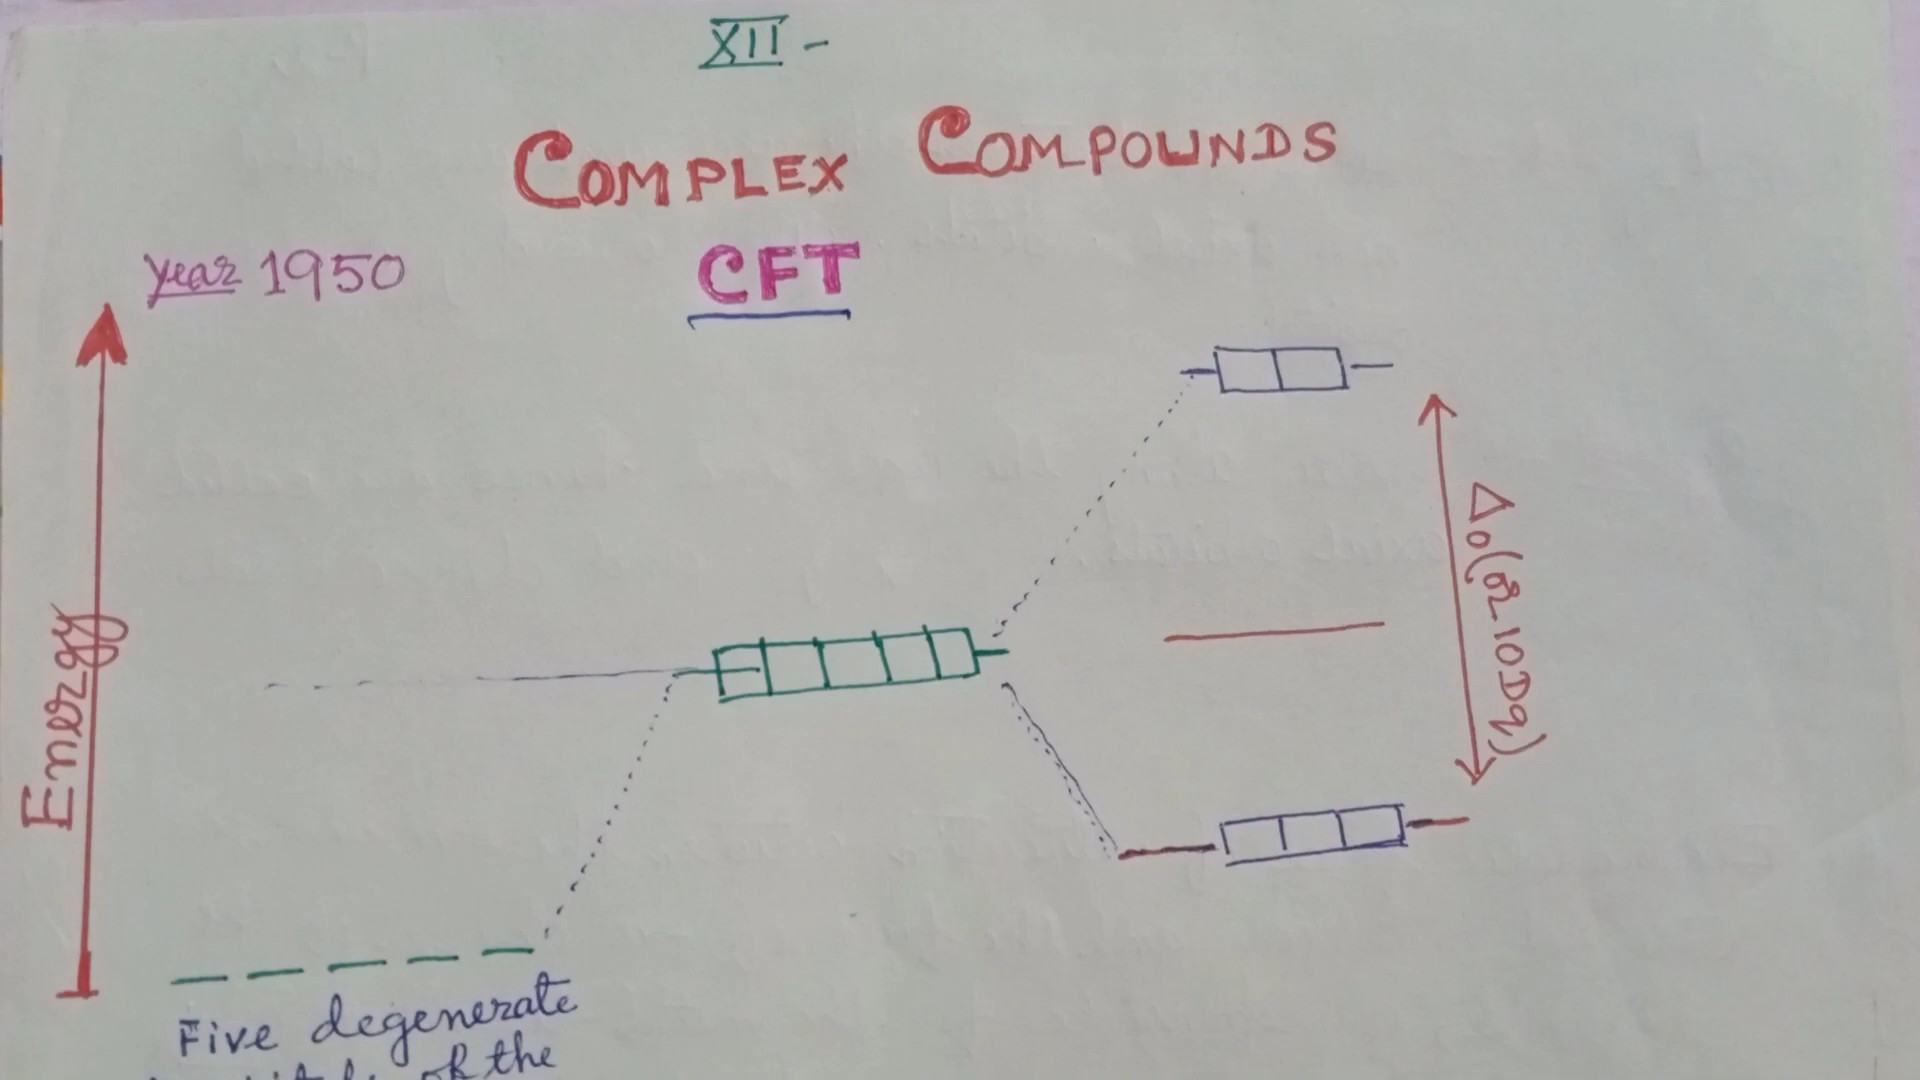 XII -
COMPLEX COMPOUNDS
year 1950
CFT
Energy
Δo (or 10Dq)
Five degenerate
of the